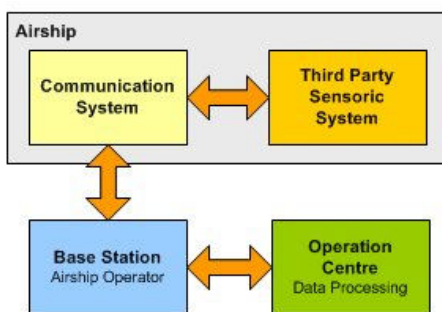 Airship
Communication
System
Third Party
Sensoric
System
Base Station
Airship Operator
Operation
Centre
Data Processing